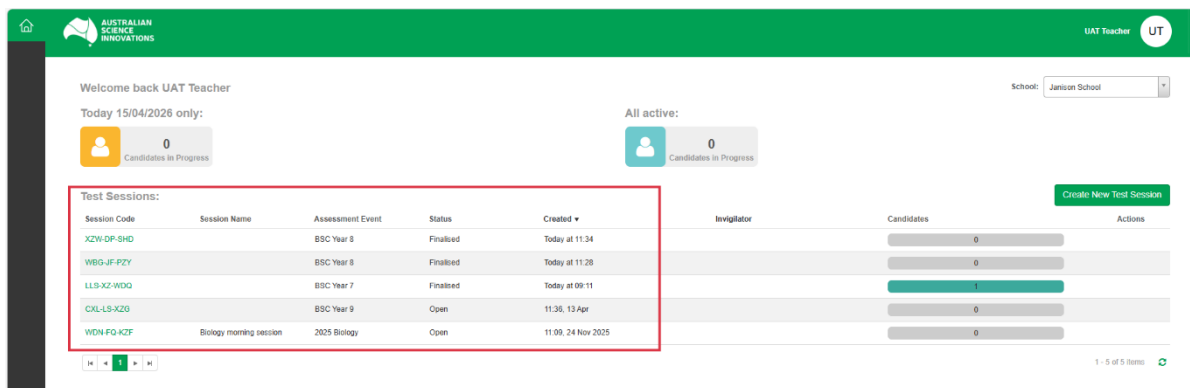 AUSTRALIAN
SCIENCE
INNOVATIONS
UAT Teacher UT
Welcome back UAT Teacher
School: Janison School
Today 15/04/2026 only:
All active:
0
Candidates in Progress
0
Candidates in Progress
Test Sessions:
Create New Test Session
Session Code Session Name Assessment Event Status Created ▼ Invigilator Candidates Actions
XZW-DP-SHD BSC Year 8 Finalised Today at 11:34 0
WBG-JF-PZY BSC Year 8 Finalised Today at 11:28 0
LLS-XZ-WDQ BSC Year 7 Finalised Today at 09:11 1
CXL-LS-XZG BSC Year 9 Open 11:36, 13 Apr 0
WDN-FQ-KZF Biology morning session 2025 Biology Open 11:09, 24 Nov 2025 0
1
1 - 5 of 5 items